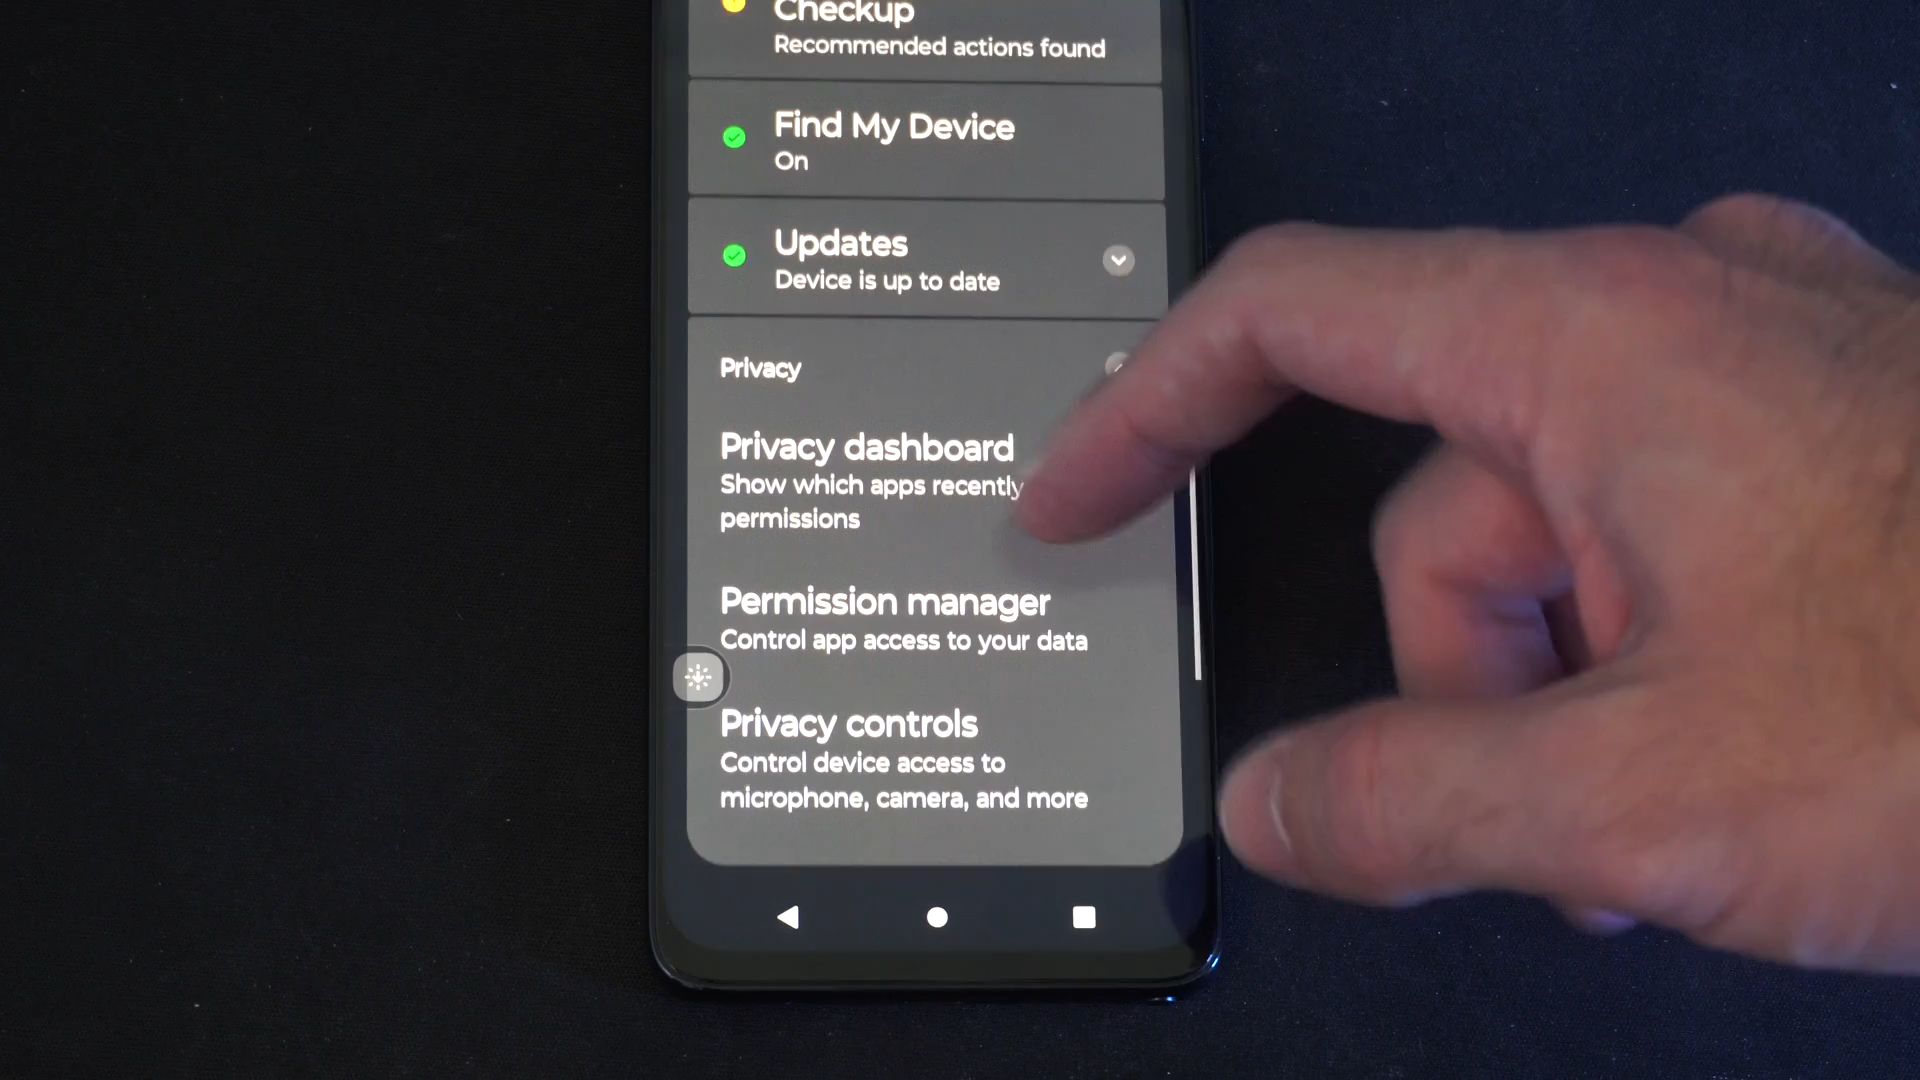 Checkup
Recommended actions found
Find My Device
On
Updates
Device is up to date
Privacy
Privacy dashboard
Show which apps recently
permissions
Permission manager
Control app access to your data
Privacy controls
Control device access to
microphone, camera, and more